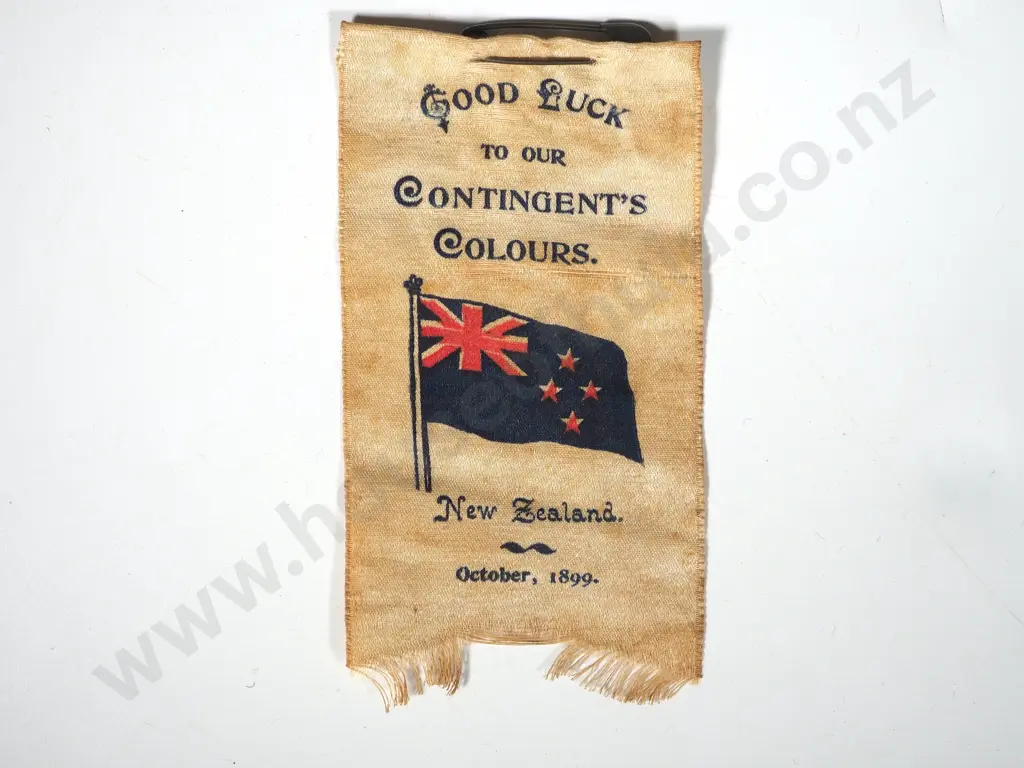 GOOD LUCK
TO OUR
CONTINGENT'S
COLOURS.
New Zealand.
October, 1899.